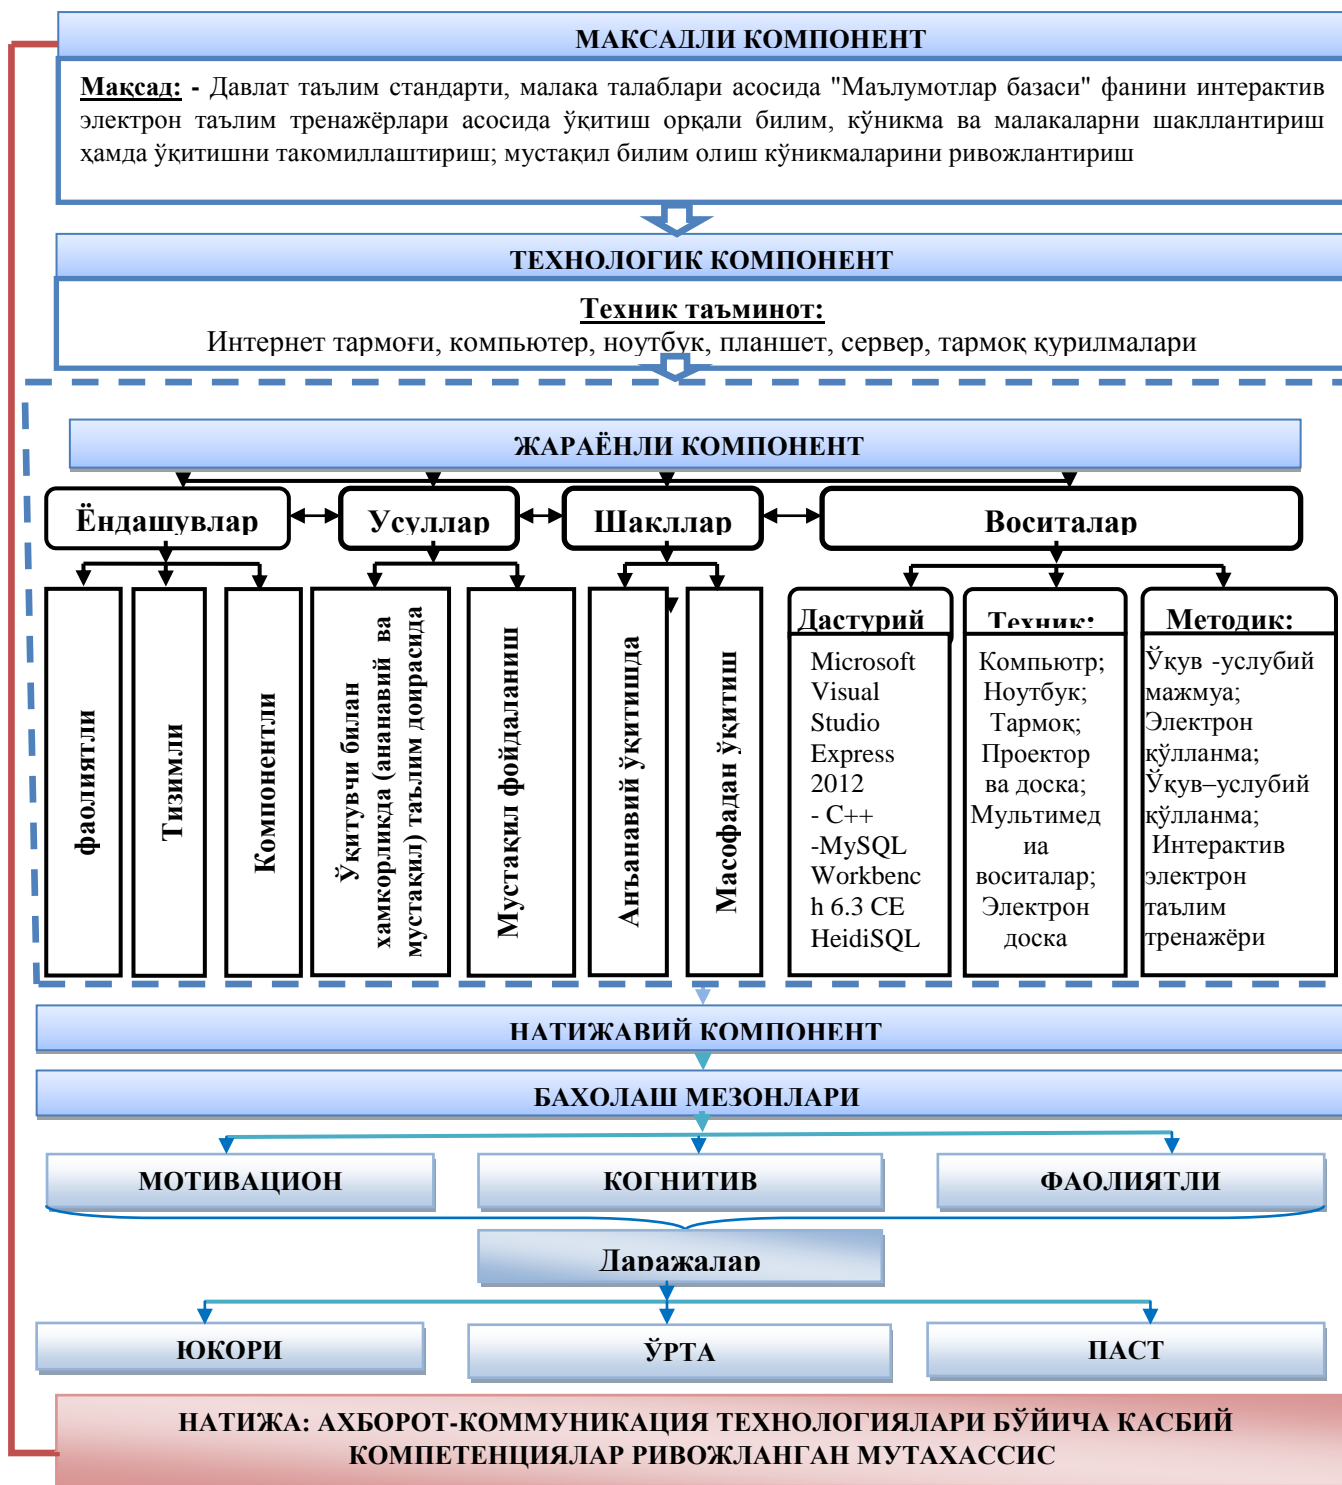 МАКСАДЛИ КОМПОНЕНТ
Мақсад: - Давлат таълим стандарти, малака талаблари асосида "Маълумотлар базаси" фанини интерактив
электрон таълим тренажёрлари асосида ўқитиш орқали билим, кўникма ва малакаларни шакллантириш
ҳамда ўқитишни такомиллаштириш; мустақил билим олиш кўникмаларини ривожлантириш
ТЕХНОЛОГИК КОМПОНЕНТ
Техник таъминот:
Интернет тармоғи, компьютер, ноутбук, планшет, сервер, тармоқ қурилмалари
ЖАРАЁНЛИ КОМПОНЕНТ
Ёндашувлар
Усуллар
Шакллар
Воситалар
фаолиятли
Тизимли
Компонентли
Ўқитувчи билан
хамкорликда (ананавий ва
мустақил) таълим доирасида
Мустақил фойдаланиш
Анъанавий ўқитишда
Масофадан ўқитиш
Дастурий
Microsoft
Visual
Studio
Express
2012
- C++
-MySQL
Workbenc
h 6.3 CE
HeidiSQL
Техник:
Компьютр;
Ноутбук;
Тармоқ;
Проектор
ва доска;
Мультимед
иа
воситалар;
Электрон
доска
Методик:
Ўқув -услубий
мажмуа;
Электрон
қўлланма;
Ўқув–услубий
қўлланма;
Интерактив
электрон
таълим
тренажёри
НАТИЖАВИЙ КОМПОНЕНТ
БАХОЛАШ МЕЗОНЛАРИ
МОТИВАЦИОН
КОГНИТИВ
ФАОЛИЯТЛИ
Даражалар
ЮКОРИ
ЎРТА
ПАСТ
НАТИЖА: АХБОРОТ-КОММУНИКАЦИЯ ТЕХНОЛОГИЯЛАРИ БЎЙИЧА КАСБИЙ
КОМПЕТЕНЦИЯЛАР РИВОЖЛАНГАН МУТАХАССИС